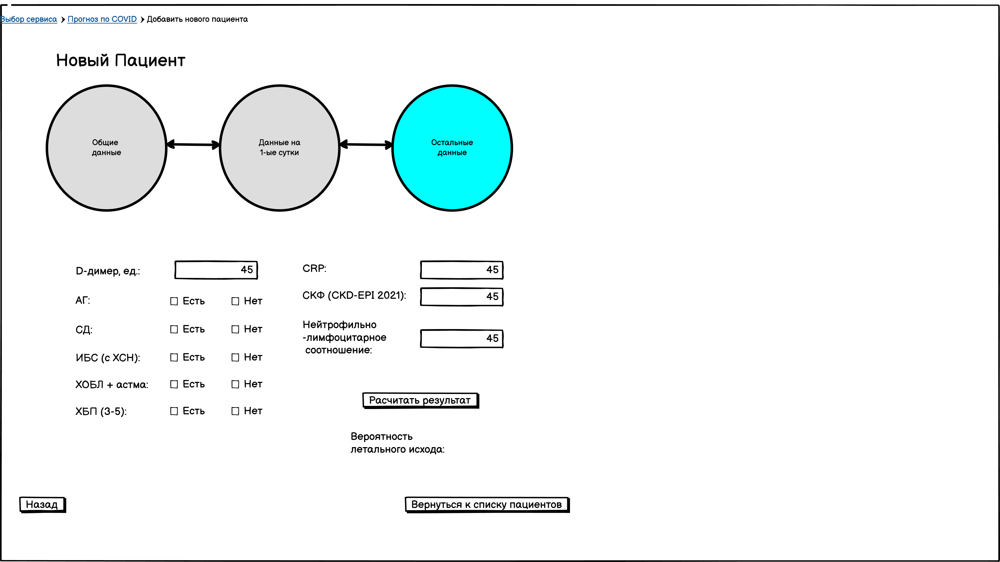 Выбор сервиса Прогноз по COVID Добавить нового пациента
Новый Пациент
Общие
данные
Данные на
1-ые сутки
Остальные
данные
D-димер, ед.: 45
АГ: Есть Нет
СД: Есть Нет
ИБС (с ХСН): Есть Нет
ХОБЛ + астма: Есть Нет
ХБП (3-5): Есть Нет
CRP: 45
СКФ (CKD-EPI 2021): 45
Нейтрофильно
-лимфоцитарное
соотношение:
45
Расчитать результат
Вероятность
летального исхода:
Назад
Вернуться к списку пациентов